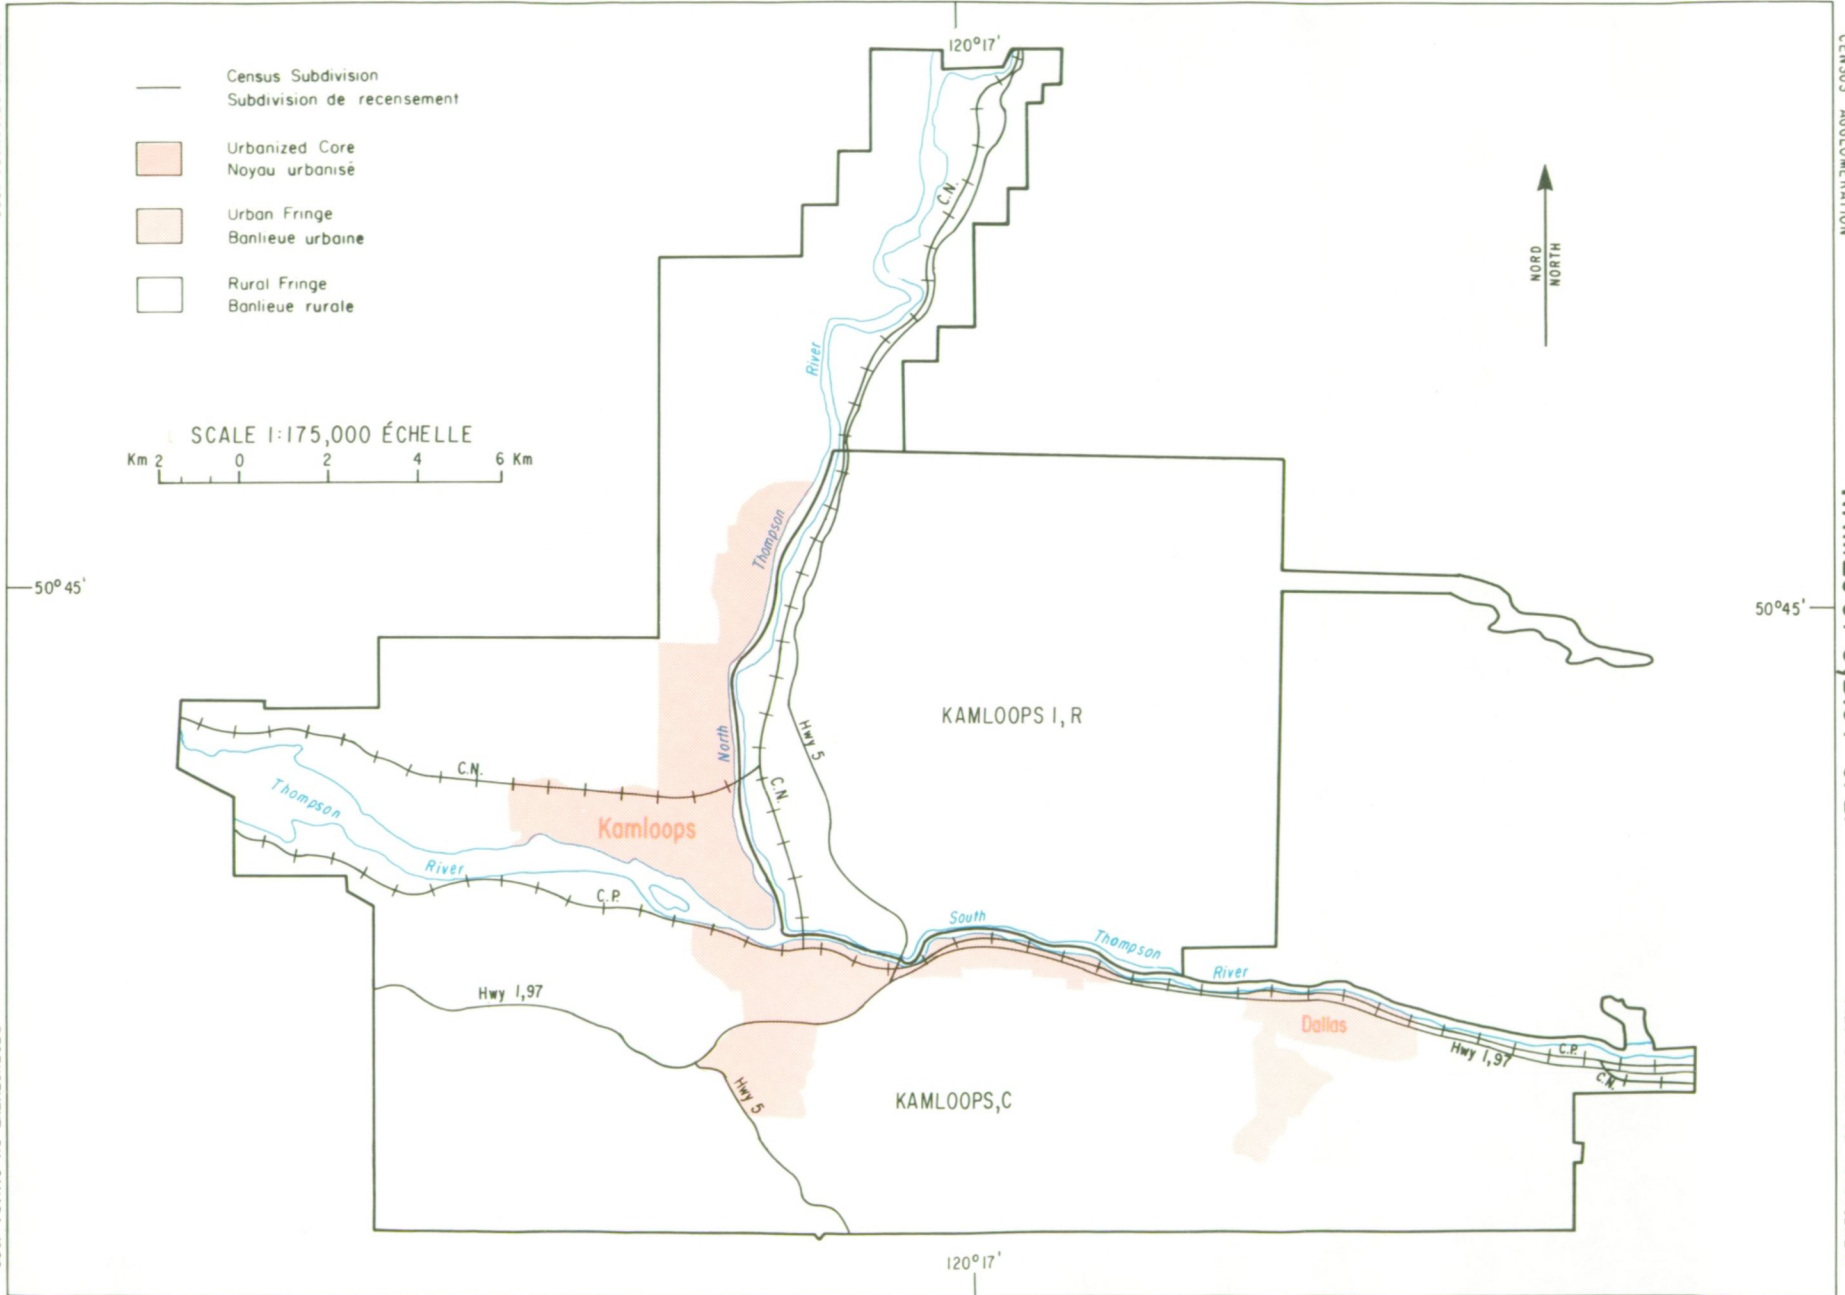 120°17'
Census Subdivision
Subdivision de recensement
Urbanized Core
Noyau urbanisé
Urban Fringe
Banlieue urbaine
Rural Fringe
Banlieue rurale
SCALE 1:175,000 ÉCHELLE
Km 2 0 2 4 6 Km
NORD
NORTH
C.N.
River
Thompson
North
50°45'
50°45'
KAMLOOPS I, R
Hwy 5
C.N.
C.N.
Thompson
River
Kamloops
C.P.
South
Thompson
River
Hwy 1,97
Dallas
Hwy 1,97
C.P.
C.N.
Hwy 5
KAMLOOPS, C
120°17'